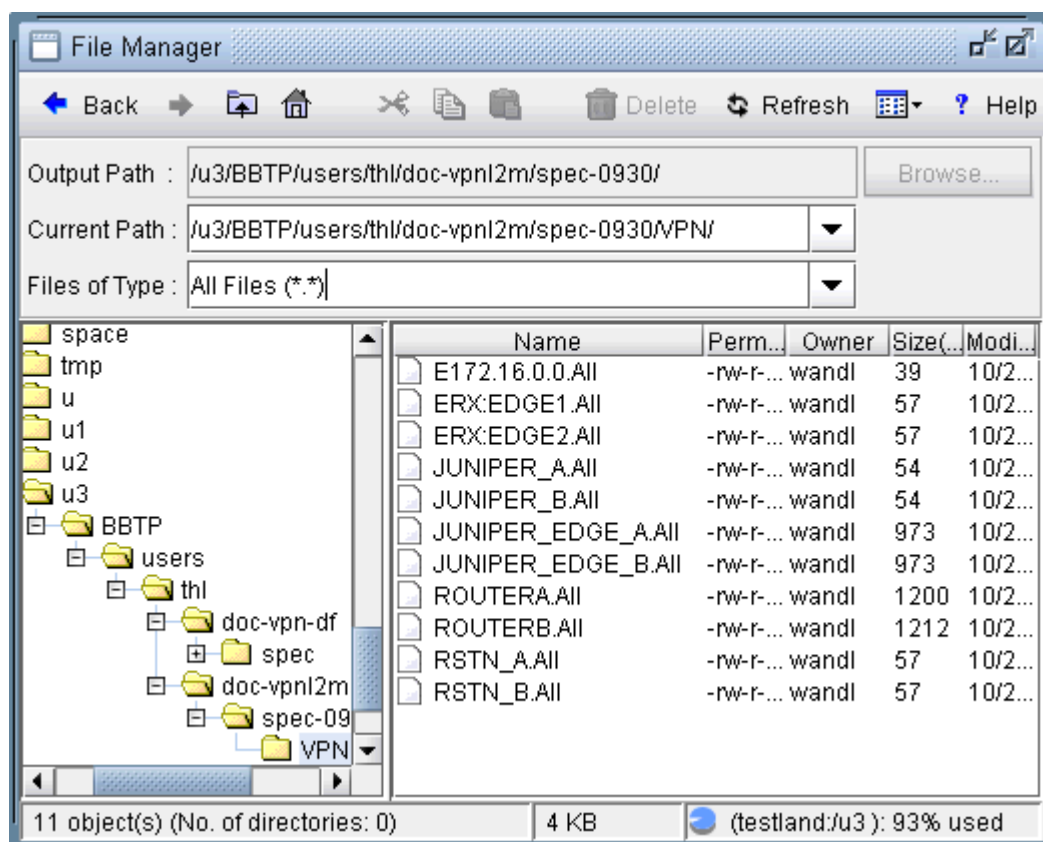 File Manager
Back Delete Refresh ? Help
Output Path : /u3/BBTP/users/thl/doc-vpnl2m/spec-0930/ Browse...
Current Path : /u3/BBTP/users/thl/doc-vpnl2m/spec-0930/VPN/
Files of Type : All Files (*.*)
space
tmp
u
u1
u2
u3
BBTP
users
thl
doc-vpn-df
spec
doc-vpnl2m
spec-09
VPN
Name Perm... Owner Size(... Modi...
E172.16.0.0.All -rw-r-... wandl 39 10/2...
ERX:EDGE1.All -rw-r-... wandl 57 10/2...
ERX:EDGE2.All -rw-r-... wandl 57 10/2...
JUNIPER_A.All -rw-r-... wandl 54 10/2...
JUNIPER_B.All -rw-r-... wandl 54 10/2...
JUNIPER_EDGE_A.All -rw-r-... wandl 973 10/2...
JUNIPER_EDGE_B.All -rw-r-... wandl 973 10/2...
ROUTERA.All -rw-r-... wandl 1200 10/2...
ROUTERB.All -rw-r-... wandl 1212 10/2...
RSTN_A.All -rw-r-... wandl 57 10/2...
RSTN_B.All -rw-r-... wandl 57 10/2...
11 object(s) (No. of directories: 0) 4 KB (testland:/u3 ): 93% used